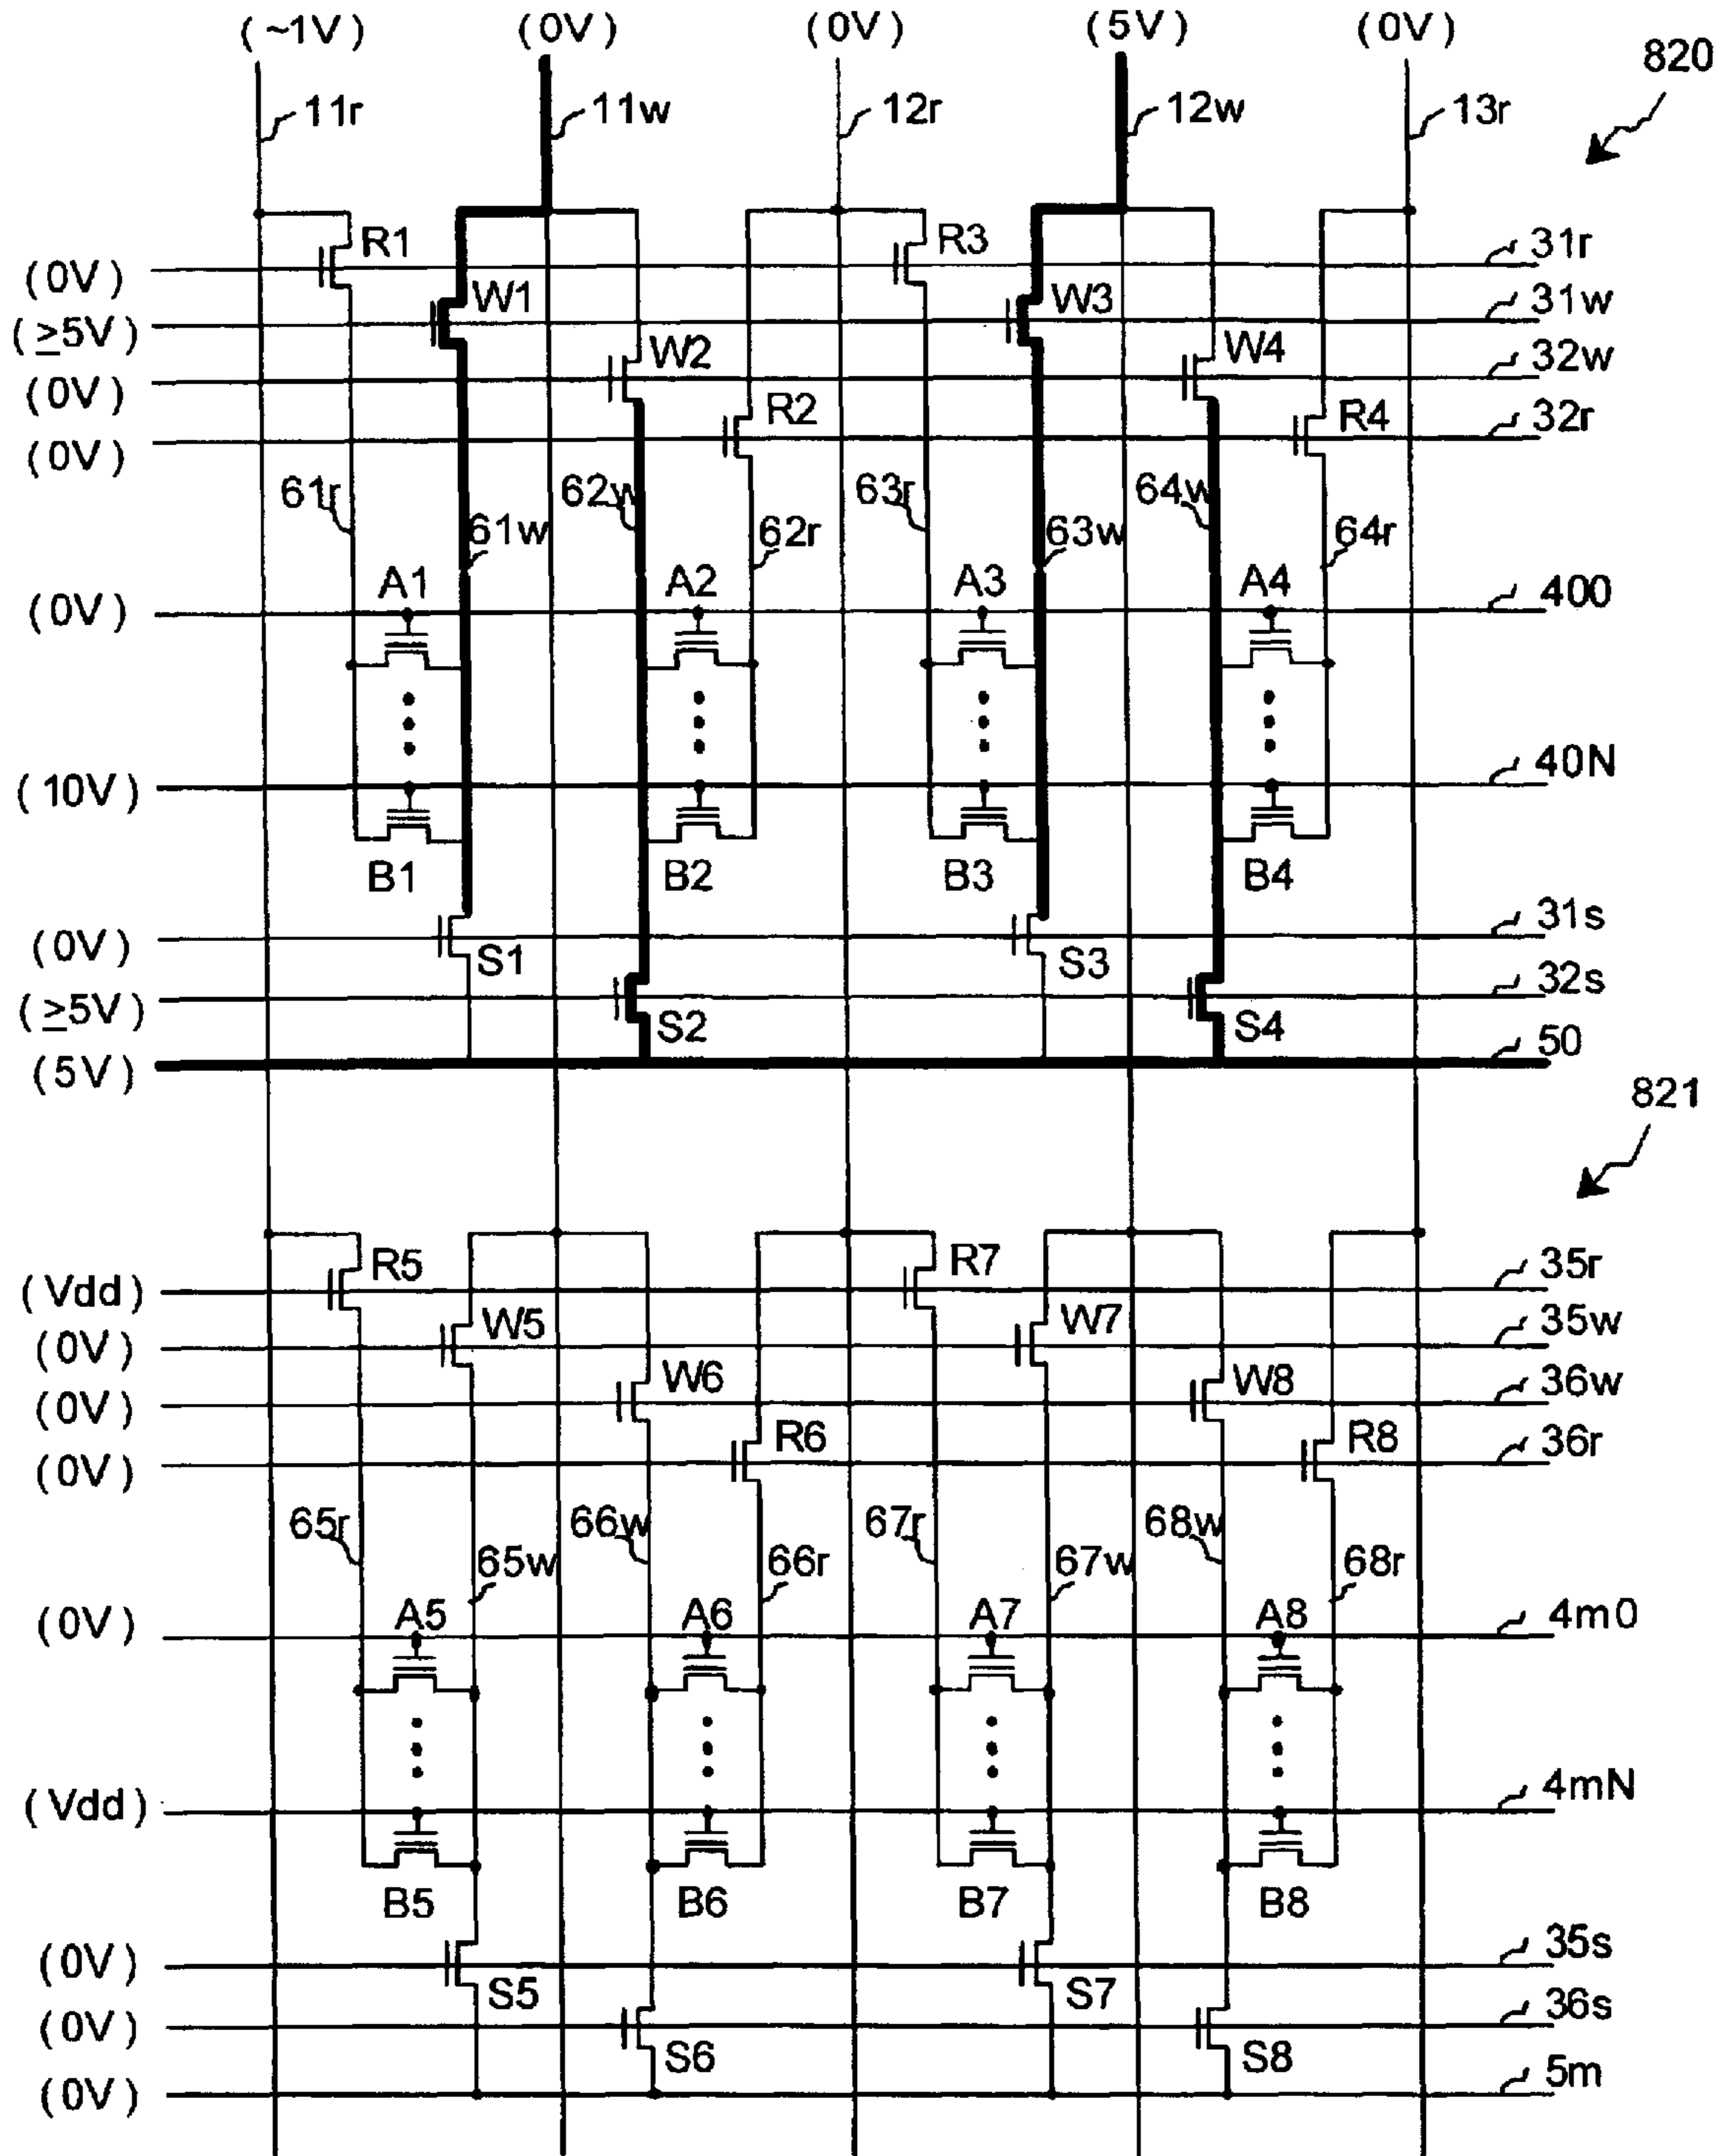 (~1V) (0V) (0V) (5V) (0V)
820
11r 11w 12r 12w 13r
R1 R3 31r
(0V)
W1 W3 31w
(≥5V)
W2 W4 32w
(0V)
R2 R4 32r
(0V)
61r 62w 63r 64w
61w 62r 63w 64r
A1 A2 A3 A4 400
(0V)
40N
(10V)
B1 B2 B3 B4
31s
(0V)
S1 S3
32s
(≥5V)
S2 S4
50
(5V)
821
R5 R7 35r
(Vdd)
W5 W7 35w
(0V)
W6 W8 36w
(0V)
R6 R8 36r
(0V)
65r 66w 67r 68w
65w 66r 67w 68r
A5 A6 A7 A8 4m0
(0V)
4mN
(Vdd)
B5 B6 B7 B8
35s
(0V)
S5 S7
36s
(0V)
S6 S8
5m
(0V)